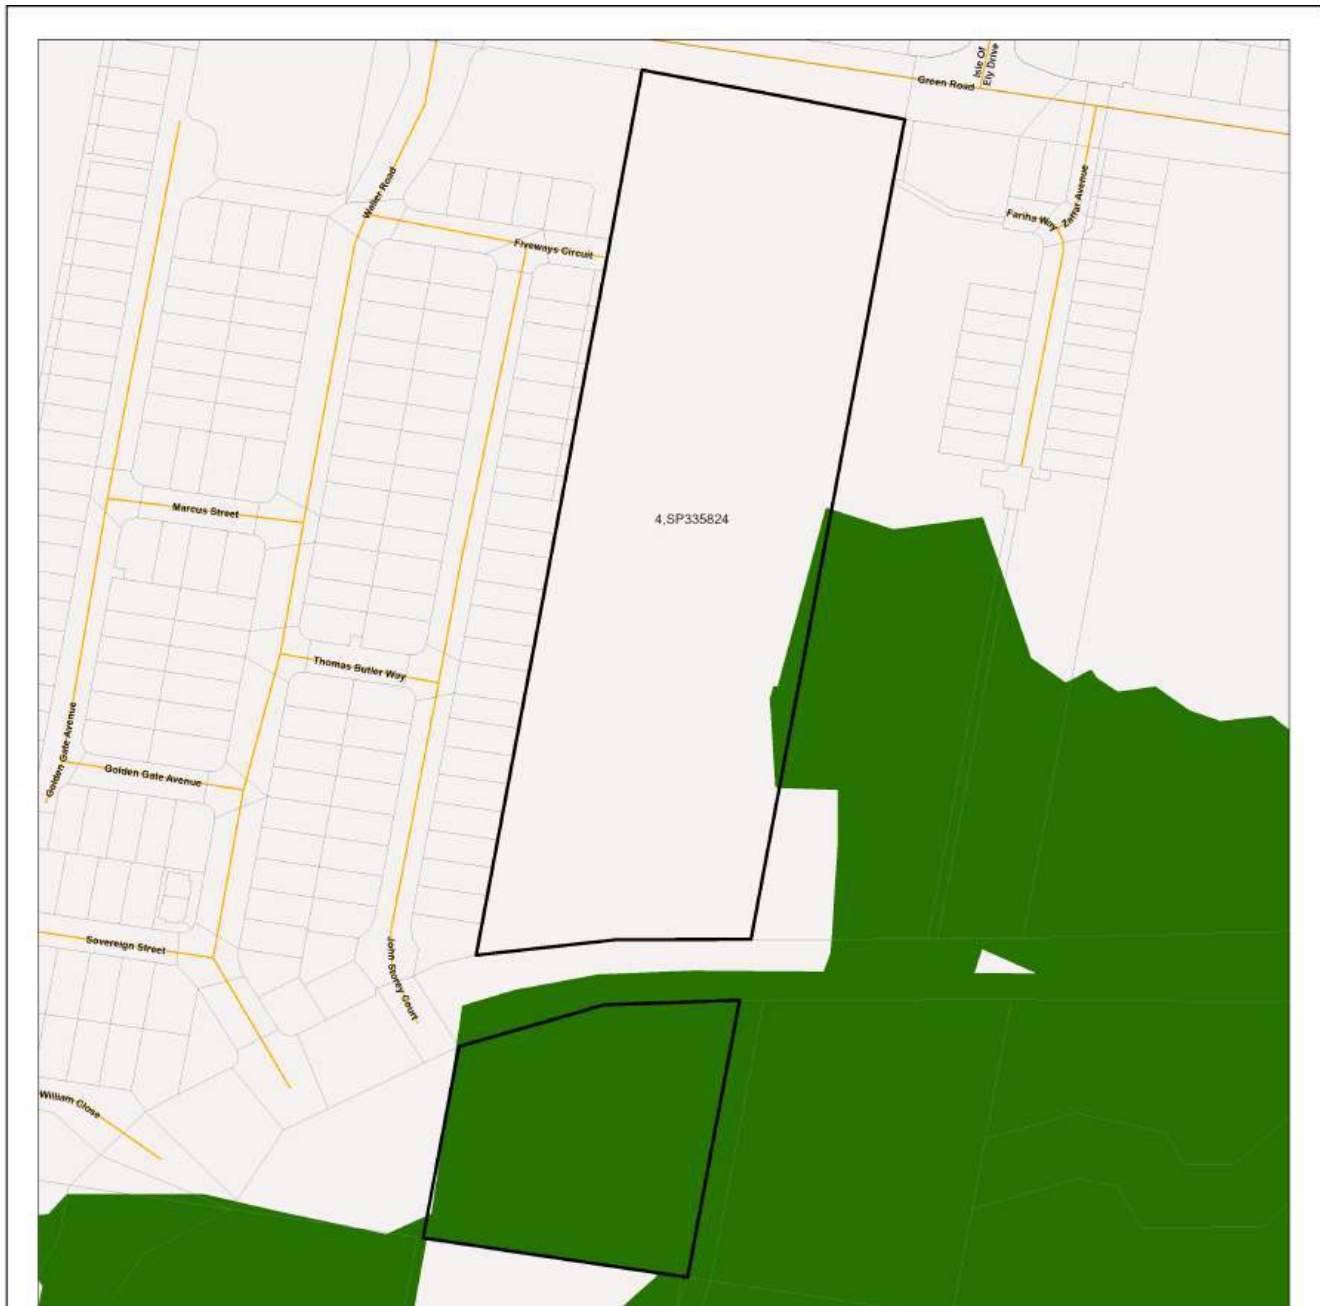 Isle Of
Ely Drive
Green Road
Weller Road
Zaffar Avenue
Fariha Way
Fiveways Circuit
Marcus Street
4,SP335824
Thomas Butler Way
Golden Gate Avenue
Golden Gate Avenue
Sovereign Street
John Storey Court
William Close